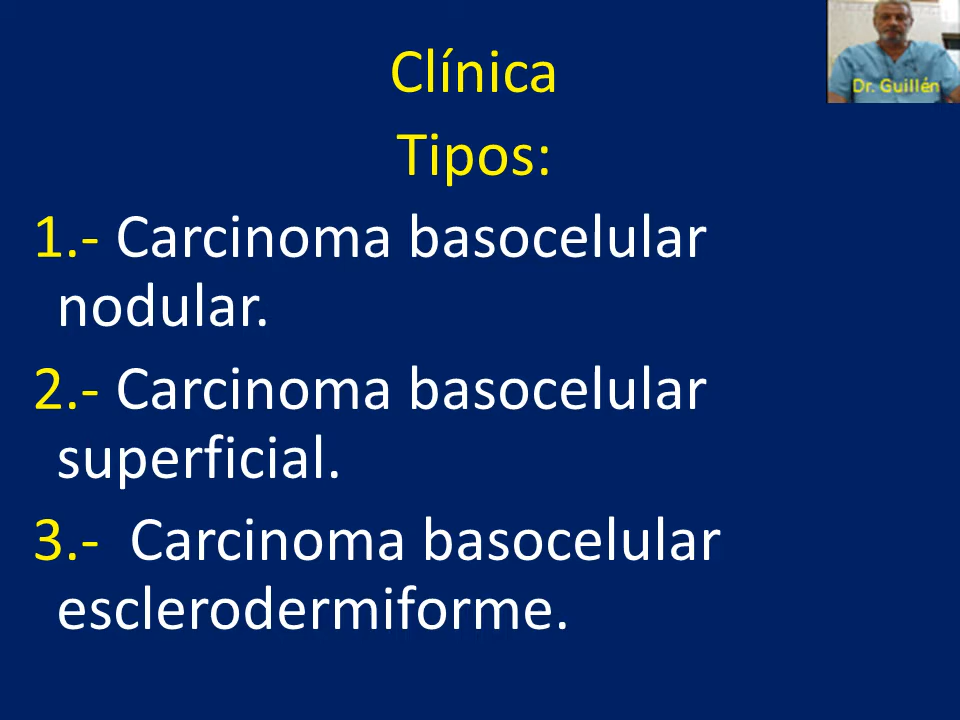 Clínica
Dr. Guillén
Tipos:
1.- Carcinoma basocelular
nodular.
2.- Carcinoma basocelular
superficial.
3.- Carcinoma basocelular
esclerodermiforme.